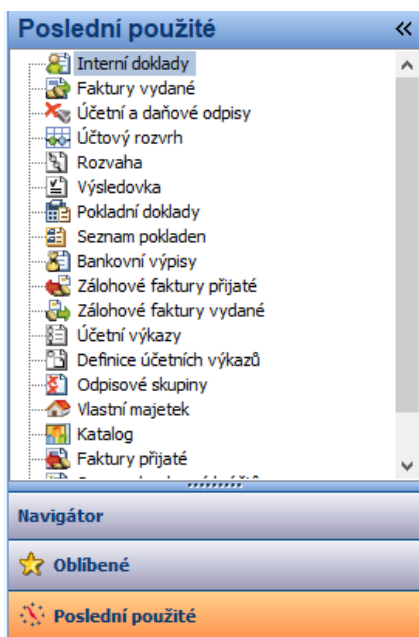 Poslední použité
Interní doklady
Faktury vydané
Účetní a daňové odpisy
Účtový rozvrh
Rozvaha
Výsledovka
Pokladní doklady
Seznam pokladen
Bankovní výpisy
Zálohové faktury přijaté
Zálohové faktury vydané
Účetní výkazy
Definice účetních výkazů
Odpisové skupiny
Vlastní majetek
Katalog
Faktury přijaté
Navigátor
Oblíbené
Poslední použité